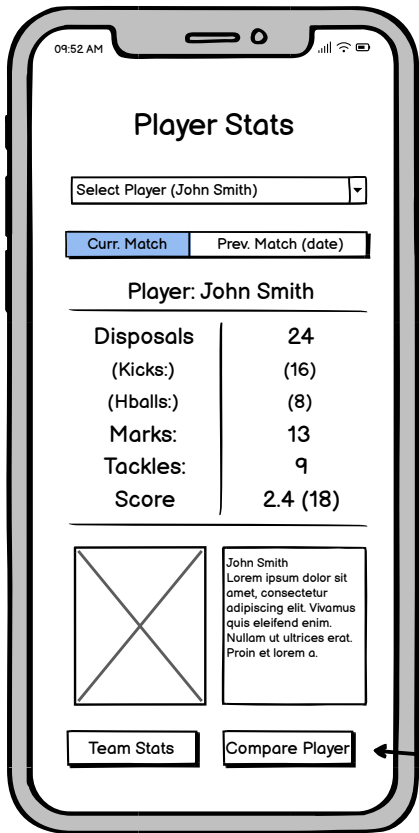 09:52 AM
Player Stats
Select Player (John Smith)
Curr. Match Prev. Match (date)
Player: John Smith
Disposals 24
(Kicks:) (16)
(Hballs:) (8)
Marks: 13
Tackles: 9
Score 2.4 (18)
John Smith
Lorem ipsum dolor sit
amet, consectetur
adipiscing elit. Vivamus
quis eleifend enim.
Nullam ut ultrices erat.
Proin et lorem a.
Team Stats Compare Player